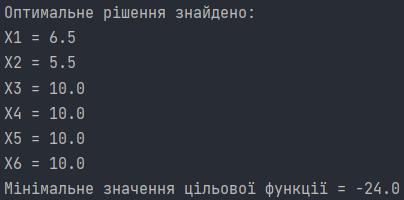 Оптимальне рішення знайдено:
X1 = 6.5
X2 = 5.5
X3 = 10.0
X4 = 10.0
X5 = 10.0
X6 = 10.0
Мінімальне значення цільової функції = -24.0